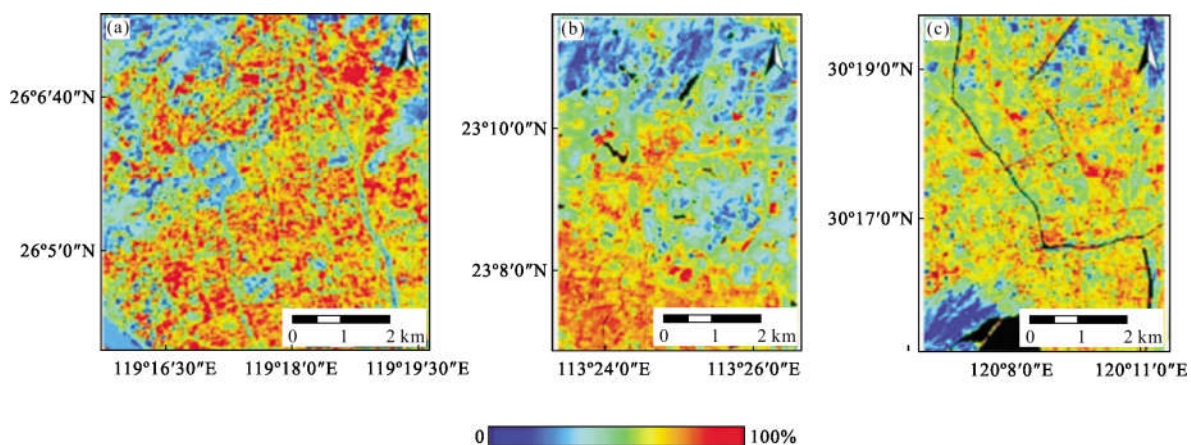 (a)
26°6′40″N
26°5′0″N
0 1 2 km
119°16′30″E 119°18′0″E 119°19′30″E
(b)
N
23°10′0″N
23°8′0″N
0 1 2 km
113°24′0″E 113°26′0″E
(c)
30°19′0″N
30°17′0″N
0 1 2 km
120°8′0″E 120°11′0″E
0 100%